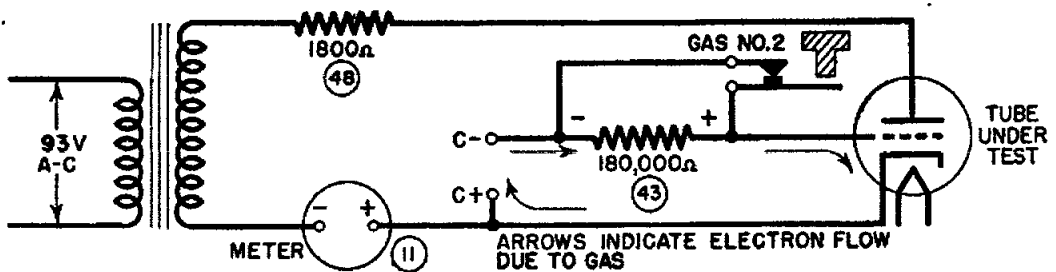 1800Ω
48
GAS NO.2
93V
A-C
C-
- +
180,000Ω
43
C+
TUBE
UNDER
TEST
- +
METER
11
ARROWS INDICATE ELECTRON FLOW
DUE TO GAS